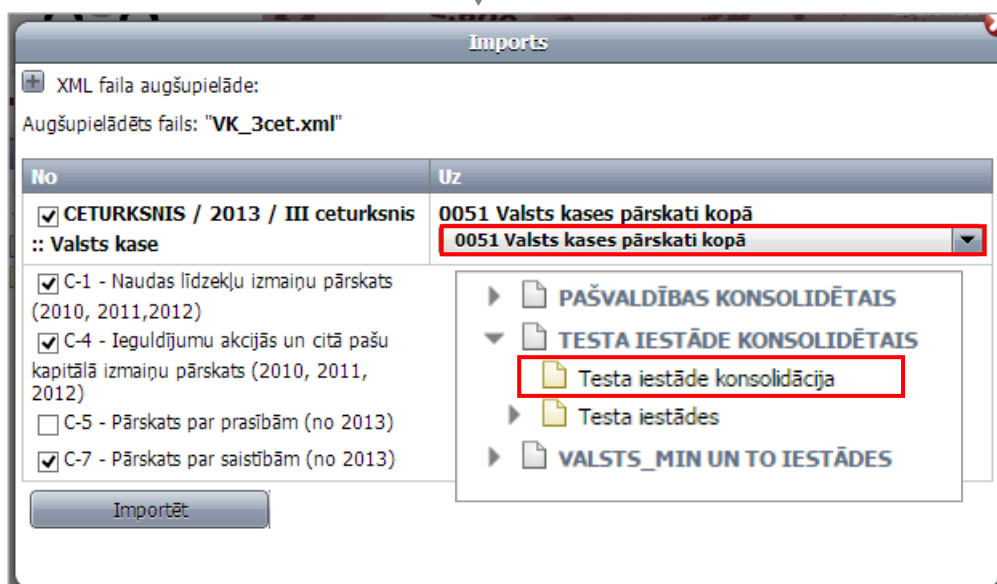 Imports
XML faila augšupielāde:
Augšupielādēts fails: "VK_3cet.xml"
No
Uz
CETURKSNIS / 2013 / III ceturksnis
:: Valsts kase
0051 Valsts kases pārskati kopā
0051 Valsts kases pārskati kopā
C-1 - Naudas līdzekļu izmaiņu pārskats
(2010, 2011,2012)
C-4 - Ieguldījumu akcijās un citā pašu
kapitālā izmaiņu pārskats (2010, 2011,
2012)
C-5 - Pārskats par prasībām (no 2013)
C-7 - Pārskats par saistībām (no 2013)
PAŠVALDĪBAS KONSOLIDĒTAIS
TESTA IESTĀDE KONSOLIDĒTAIS
Testa iestāde konsolidācija
Testa iestādes
VALSTS_MIN UN TO IESTĀDES
Importēt